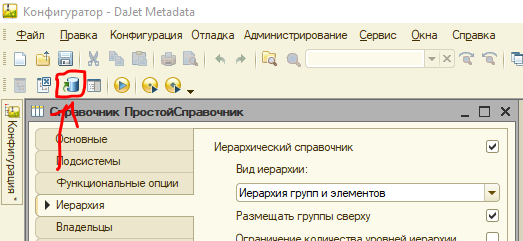 Конфигуратор - DaJet Metadata
Файл Правка Конфигурация Отладка Администрирование Сервис Окна Справка
Конфигурация *
Справочник ПростойСправочник
Основные
Подсистемы
Функциональные опции
Иерархия
Владельцы
Иерархический справочник
Вид иерархии:
Иерархия групп и элементов
Размещать группы сверху
Ограничение количества уровней иерархии